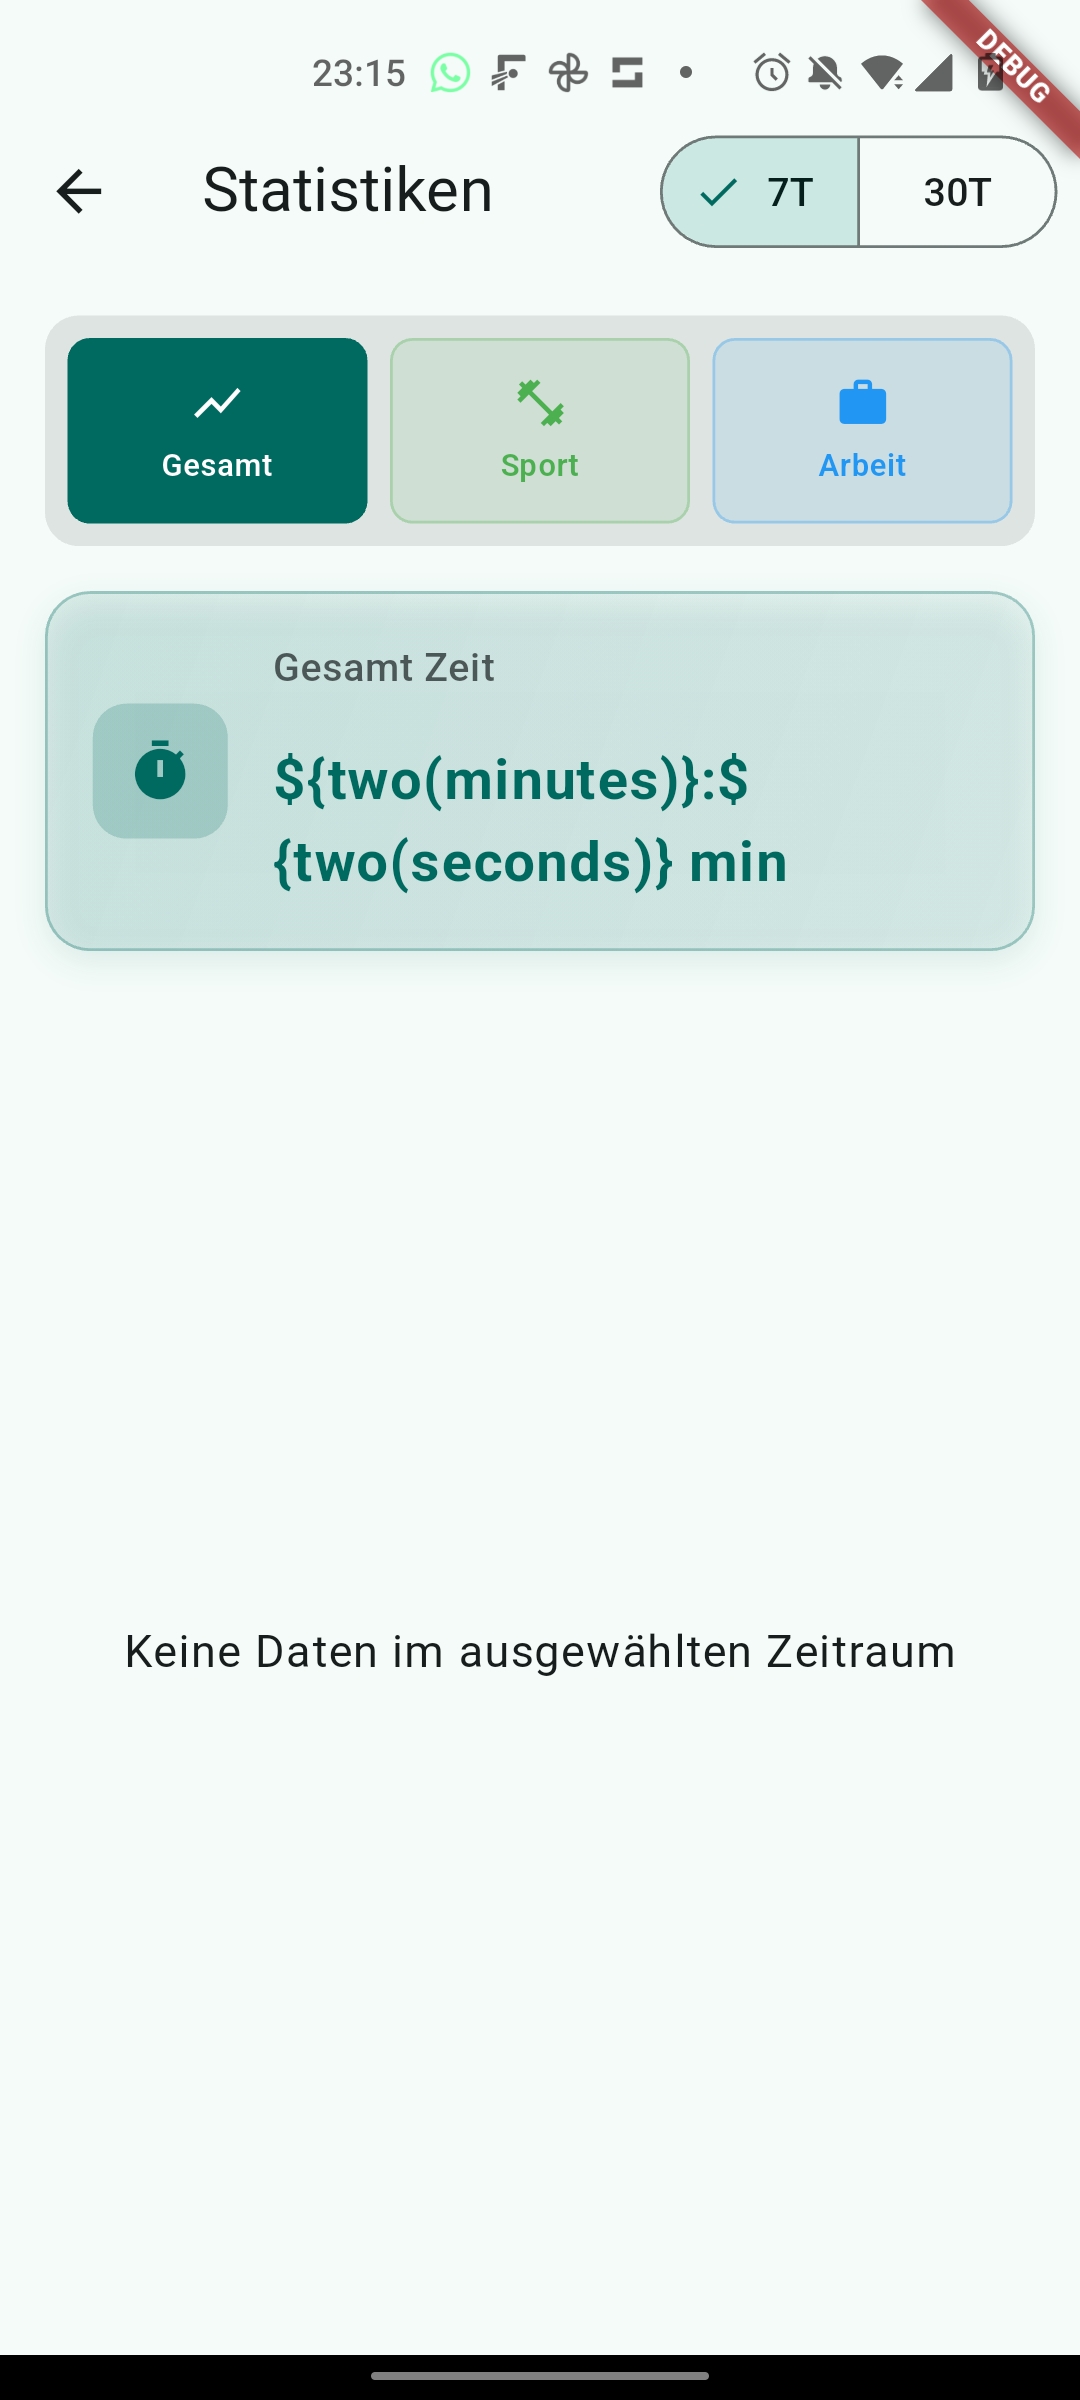 23:15
DEBUG
Statistiken
7T
30T
Gesamt
Sport
Arbeit
Gesamt Zeit
${two(minutes)}:$
{two(seconds)} min
Keine Daten im ausgewählten Zeitraum